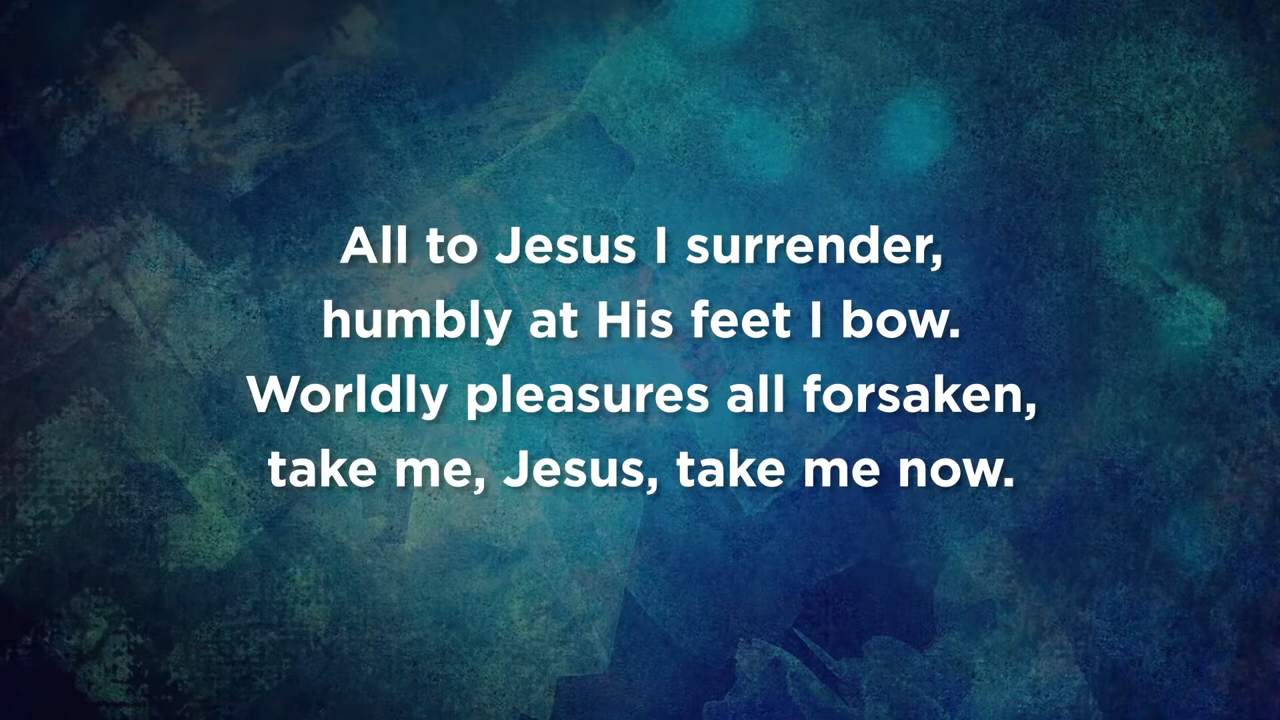 All to Jesus I surrender,
humbly at His feet I bow.
Worldly pleasures all forsaken,
take me, Jesus, take me now.